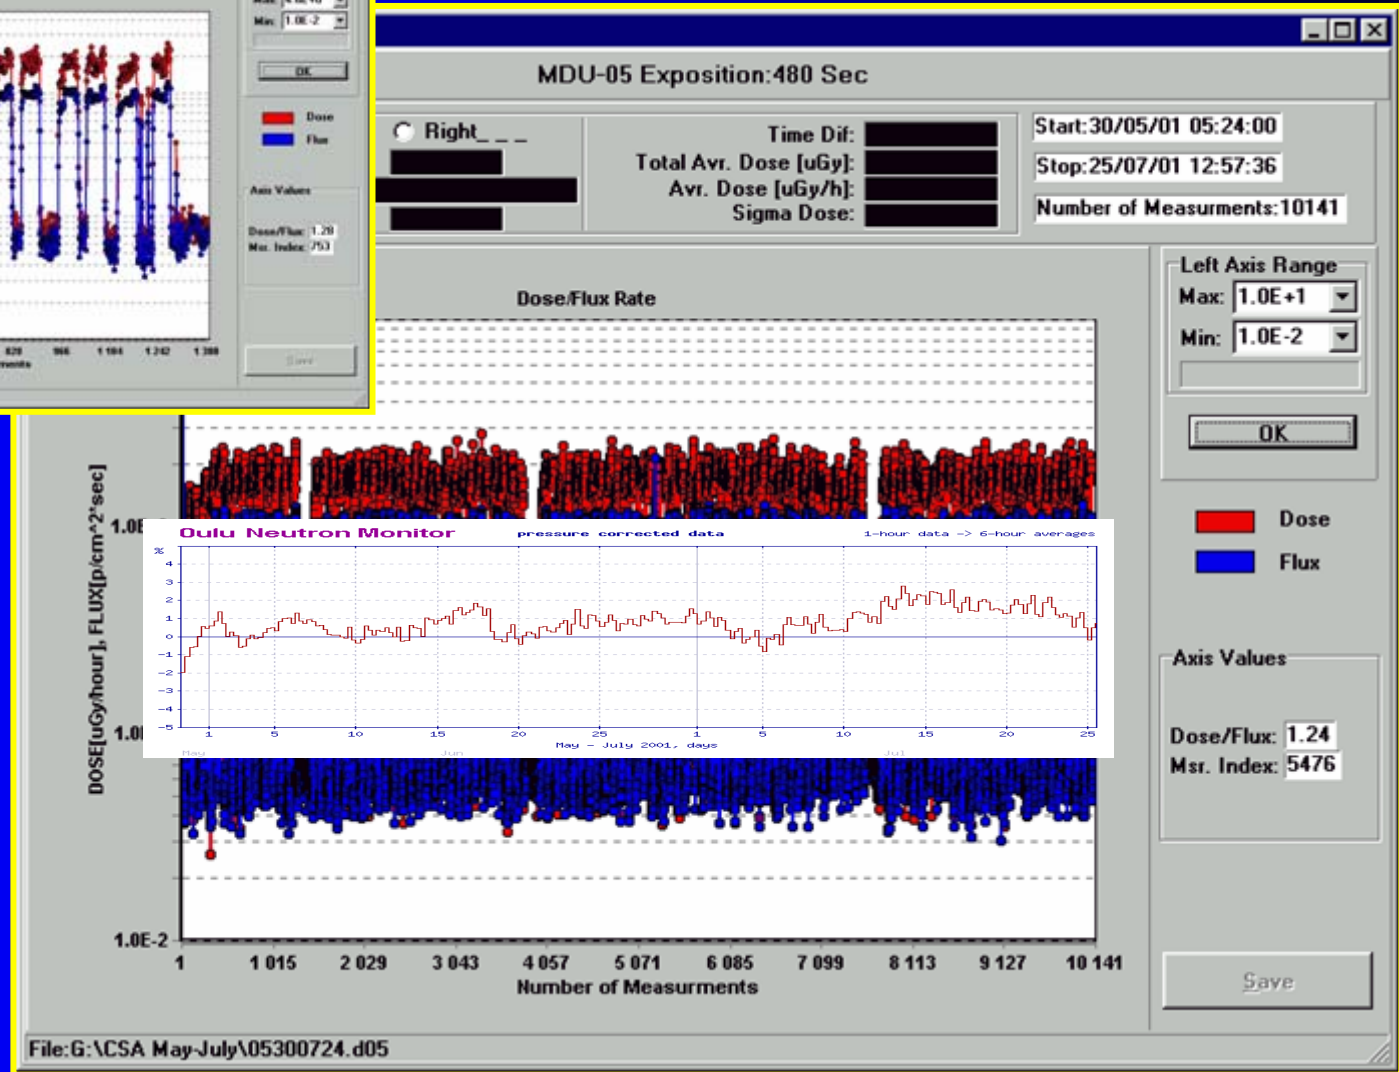 Min: 1.0E-2
OK
Dose
Flux
Axis Values
Dose/Flux: 1.28
Msr. Index: 753
828 966 1 104 1 242 1 380
Save
MDU-05 Exposition:480 Sec
Right_ _ _
Time Dif:
Total Avr. Dose [uGy]:
Avr. Dose [uGy/h]:
Sigma Dose:
Start:30/05/01 05:24:00
Stop:25/07/01 12:57:36
Number of Measurments:10141
Dose/Flux Rate
Left Axis Range
Max: 1.0E+1
Min: 1.0E-2
OK
Dose
Flux
Axis Values
Dose/Flux: 1.24
Msr. Index: 5476
Save
DOSE[uGy/hour], FLUX[p/cm^2*sec]
Oulu Neutron Monitor pressure corrected data 1-hour data -> 6-hour averages
%
4
3
2
1
0
-1
-2
-3
-4
-5
1 5 10 15 20 25 1 5 10 15 20 25
May Jun Jul
May - July 2001, days
1.0E-2
1 1 015 2 029 3 043 4 057 5 071 6 085 7 099 8 113 9 127 10 141
Number of Measurments
File:G:\CSA May-July\05300724.d05